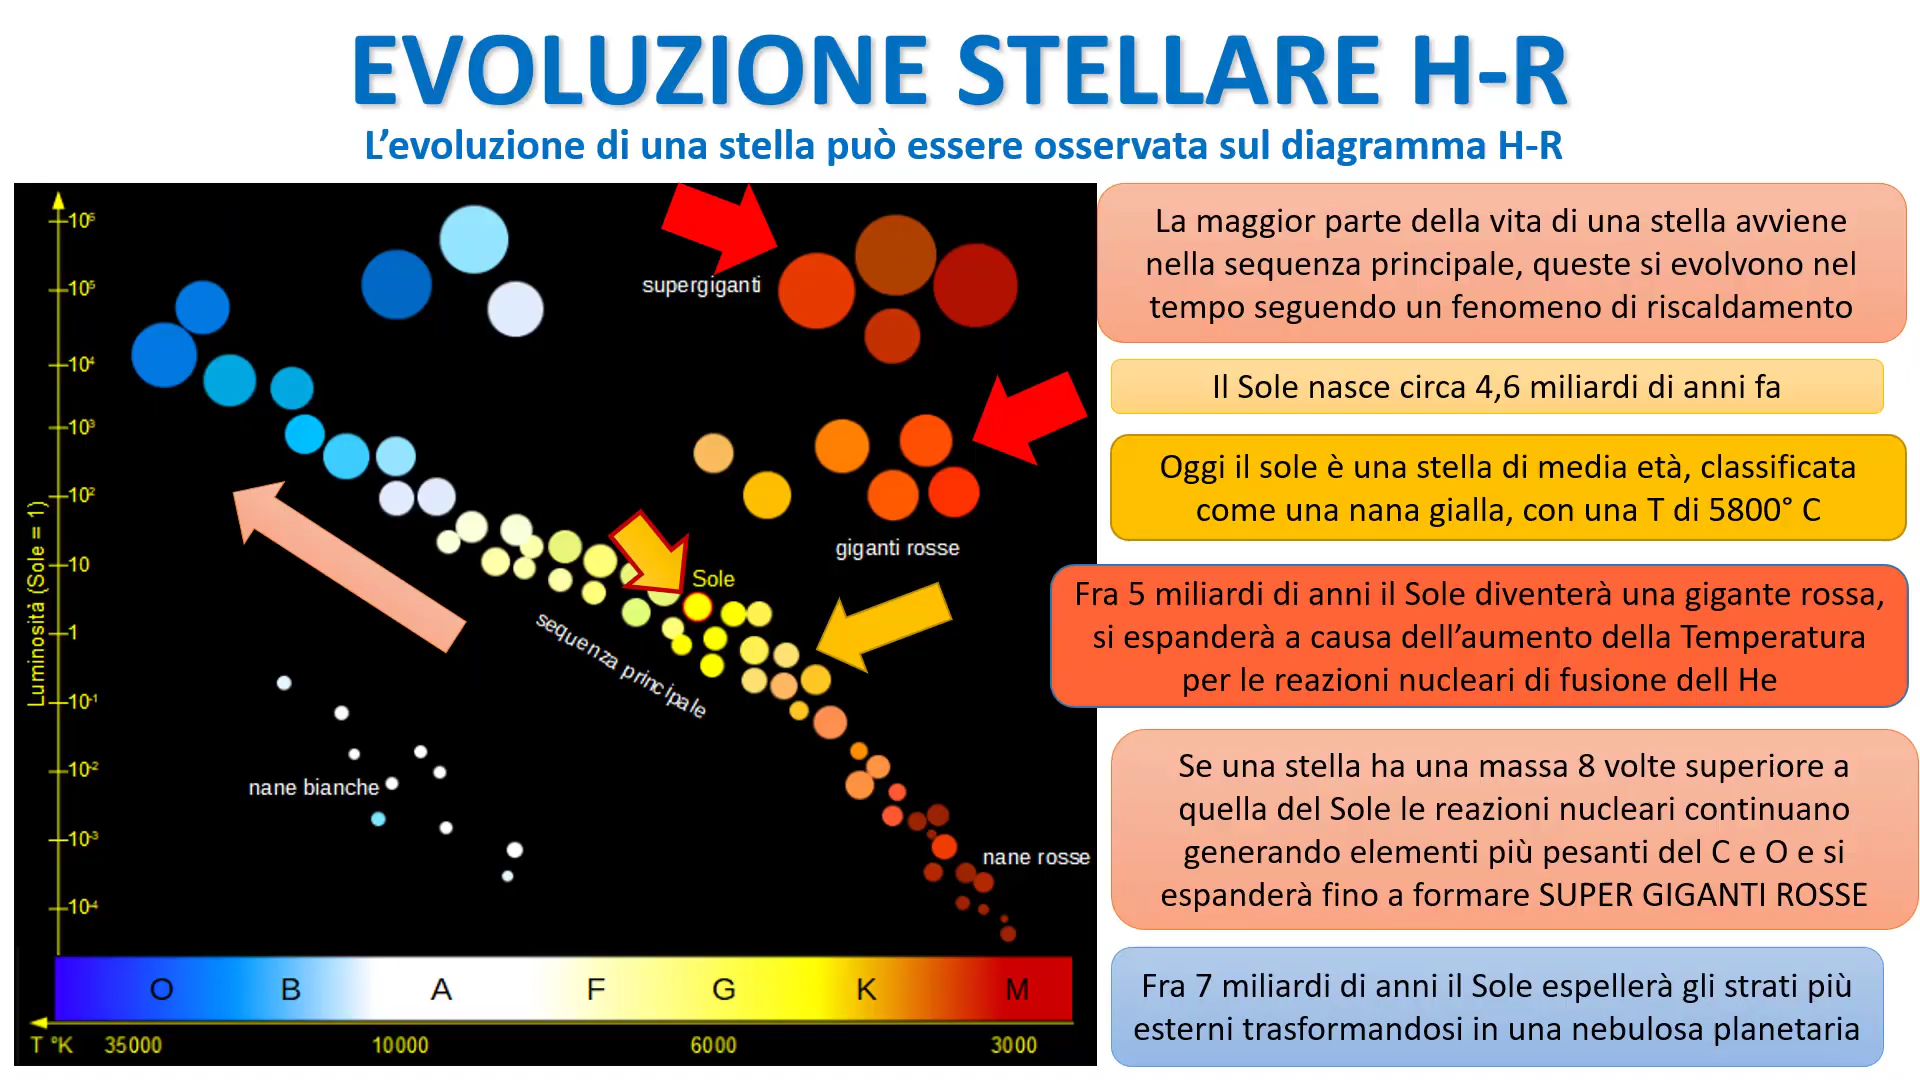 EVOLUZIONE STELLARE H-R
L’evoluzione di una stella può essere osservata sul diagramma H-R
Luminosità (Sole = 1)
10⁶
10⁵
10⁴
10³
10²
10
1
10⁻¹
10⁻²
10⁻³
10⁻⁴
supergiganti
giganti rosse
Sole
sequenza principale
nane bianche
nane rosse
O B A F G K M
T °K 35000 10000 6000 3000
La maggior parte della vita di una stella avviene
nella sequenza principale, queste si evolvono nel
tempo seguendo un fenomeno di riscaldamento
Il Sole nasce circa 4,6 miliardi di anni fa
Oggi il sole è una stella di media età, classificata
come una nana gialla, con una T di 5800° C
Fra 5 miliardi di anni il Sole diventerà una gigante rossa,
si espanderà a causa dell’aumento della Temperatura
per le reazioni nucleari di fusione dell He
Se una stella ha una massa 8 volte superiore a
quella del Sole le reazioni nucleari continuano
generando elementi più pesanti del C e O e si
espanderà fino a formare SUPER GIGANTI ROSSE
Fra 7 miliardi di anni il Sole espellerà gli strati più
esterni trasformandosi in una nebulosa planetaria